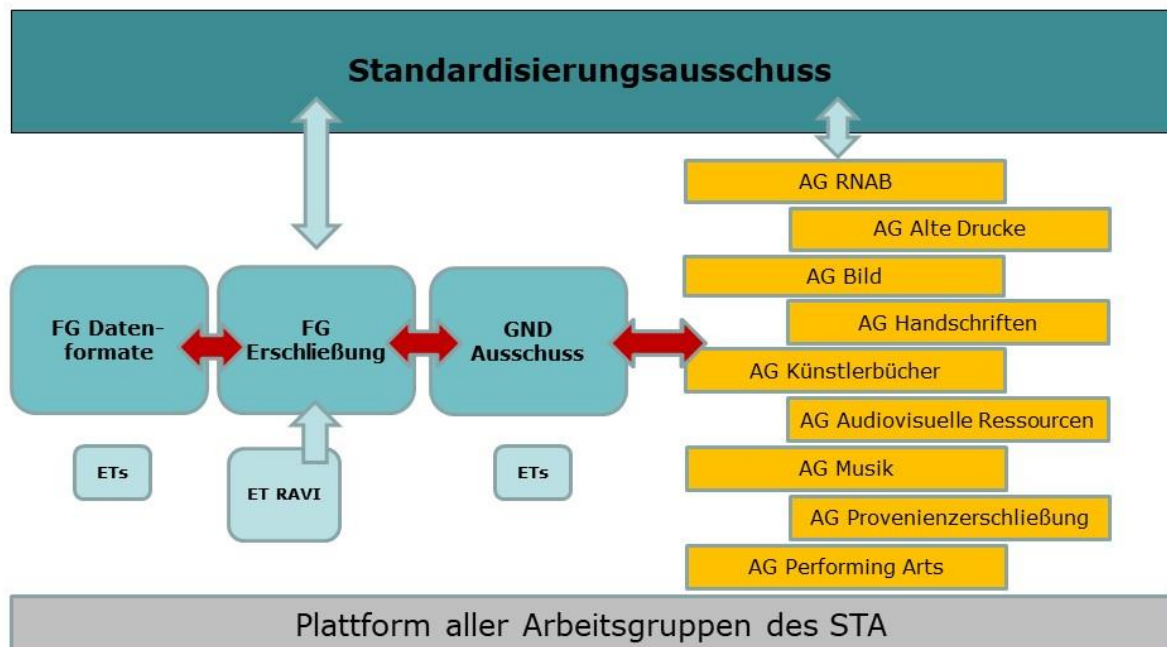 Standardisierungsausschuss
FG Daten-
formate
FG
Erschließung
GND
Ausschuss
ETs
ET RAVI
ETs
AG RNAB
AG Alte Drucke
AG Bild
AG Handschriften
AG Künstlerbücher
AG Audiovisuelle Ressourcen
AG Musik
AG Provenienzerschließung
AG Performing Arts
Plattform aller Arbeitsgruppen des STA